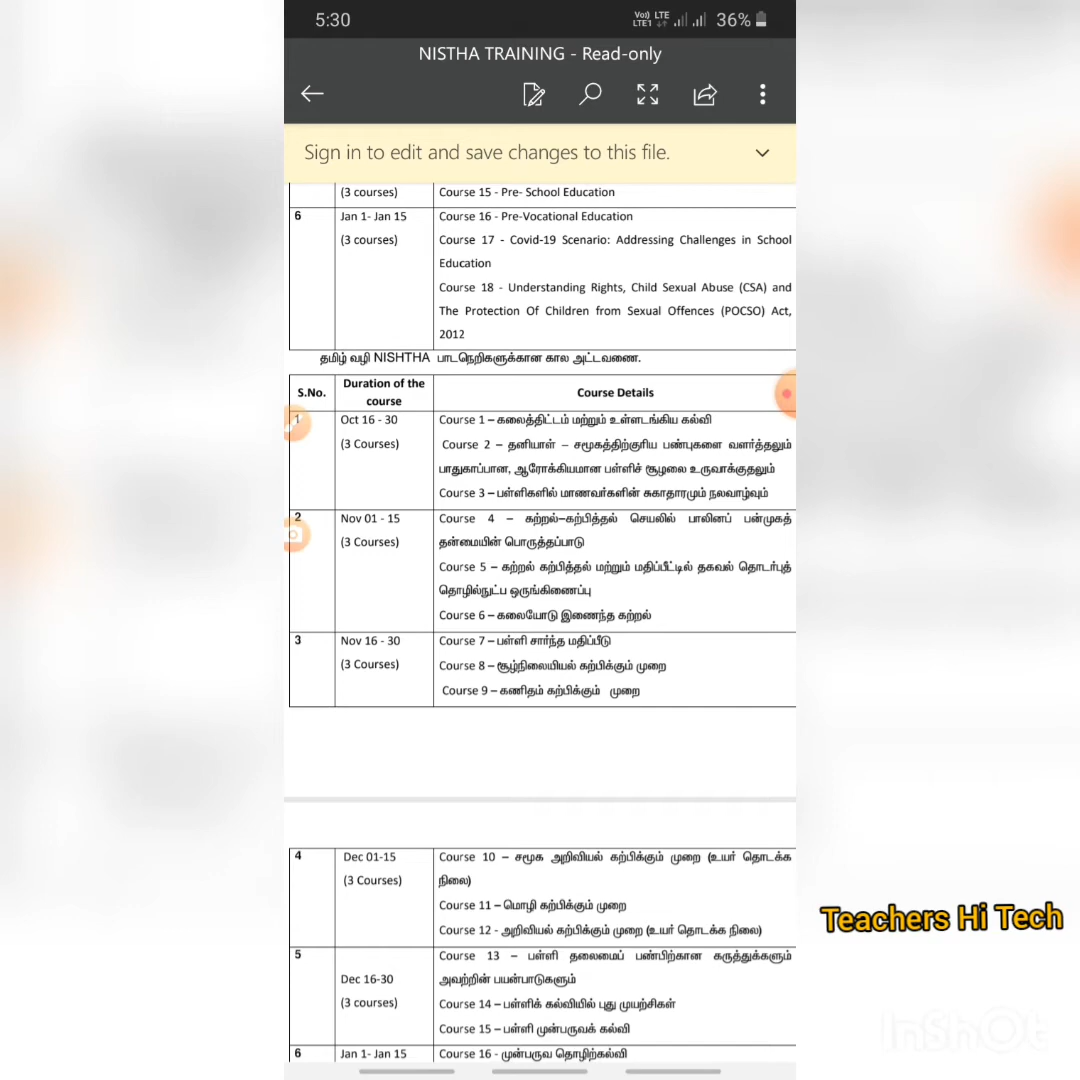 5:30
Vo) LTE
LTE1
36%
NISTHA TRAINING - Read-only
Sign in to edit and save changes to this file.
(3 courses) Course 15 - Pre- School Education
6 Jan 1- Jan 15 Course 16 - Pre-Vocational Education
(3 courses) Course 17 - Covid-19 Scenario: Addressing Challenges in School
Education
Course 18 - Understanding Rights, Child Sexual Abuse (CSA) and
The Protection Of Children from Sexual Offences (POCSO) Act,
2012
தமிழ் வழி NISHTHA பாடநெறிகளுக்கான கால அட்டவணை.
S.No. Duration of the course Course Details
1 Oct 16 - 30 Course 1 – கலைத்திட்டம் மற்றும் உள்ளடங்கிய கல்வி
(3 Courses) Course 2 – தனியாள் – சமூகத்திற்குரிய பண்புகளை வளர்த்தலும்
பாதுகாப்பான, ஆரோக்கியமான பள்ளிச் சூழலை உருவாக்குதலும்
Course 3 – பள்ளிகளில் மாணவர்களின் சுகாதாரமும் நலவாழ்வும்
2 Nov 01 - 15 Course 4 – கற்றல்–கற்பித்தல் செயலில் பாலினப் பன்முகத்
(3 Courses) தன்மையின் பொருத்தப்பாடு
Course 5 – கற்றல் கற்பித்தல் மற்றும் மதிப்பீட்டில் தகவல் தொடர்புத்
தொழில்நுட்ப ஒருங்கிணைப்பு
Course 6 – கலையோடு இணைந்த கற்றல்
3 Nov 16 - 30 Course 7 – பள்ளி சார்ந்த மதிப்பீடு
(3 Courses) Course 8 – சூழ்நிலையியல் கற்பிக்கும் முறை
Course 9 – கணிதம் கற்பிக்கும் முறை
4 Dec 01-15 Course 10 – சமூக அறிவியல் கற்பிக்கும் முறை (உயர் தொடக்க
(3 Courses) நிலை)
Course 11 – மொழி கற்பிக்கும் முறை
Course 12 - அறிவியல் கற்பிக்கும் முறை (உயர் தொடக்க நிலை)
Teachers Hi Tech
5 Course 13 – பள்ளி தலைமைப் பண்பிற்கான கருத்துக்களும்
Dec 16-30 அவற்றின் பயன்பாடுகளும்
(3 courses) Course 14 – பள்ளிக் கல்வியில் புது முயற்சிகள்
Course 15 – பள்ளி முன்பருவக் கல்வி
InShOt
6 Jan 1- Jan 15 Course 16 - முன்பருவ தொழிற்கல்வி